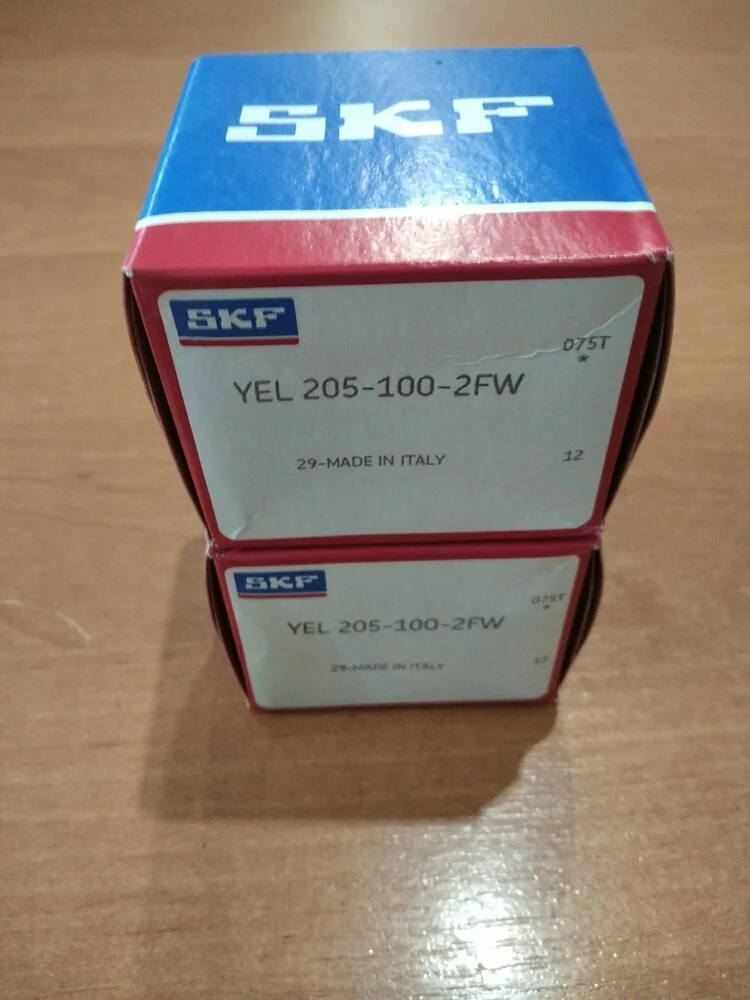 SKF
SKF
075T
*
YEL 205-100-2FW
29-MADE IN ITALY
12
SKF
075T
*
YEL 205-100-2FW
29-MADE IN ITALY
12